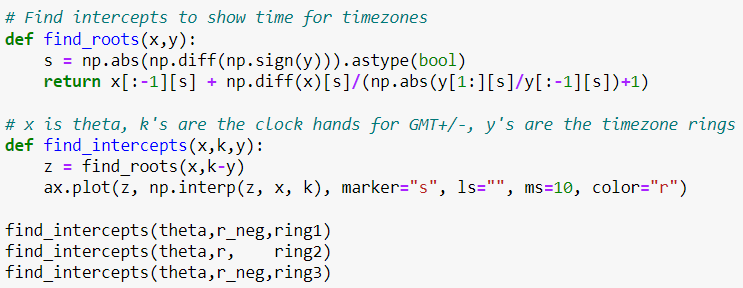 # Find intercepts to show time for timezones
def find_roots(x,y):
    s = np.abs(np.diff(np.sign(y))).astype(bool)
    return x[:-1][s] + np.diff(x)[s]/(np.abs(y[1:][s]/y[:-1][s])+1)

# x is theta, k's are the clock hands for GMT+/-, y's are the timezone rings
def find_intercepts(x,k,y):
    z = find_roots(x,k-y)
    ax.plot(z, np.interp(z, x, k), marker="s", ls="", ms=10, color="r")

find_intercepts(theta,r_neg,ring1)
find_intercepts(theta,r,    ring2)
find_intercepts(theta,r_neg,ring3)